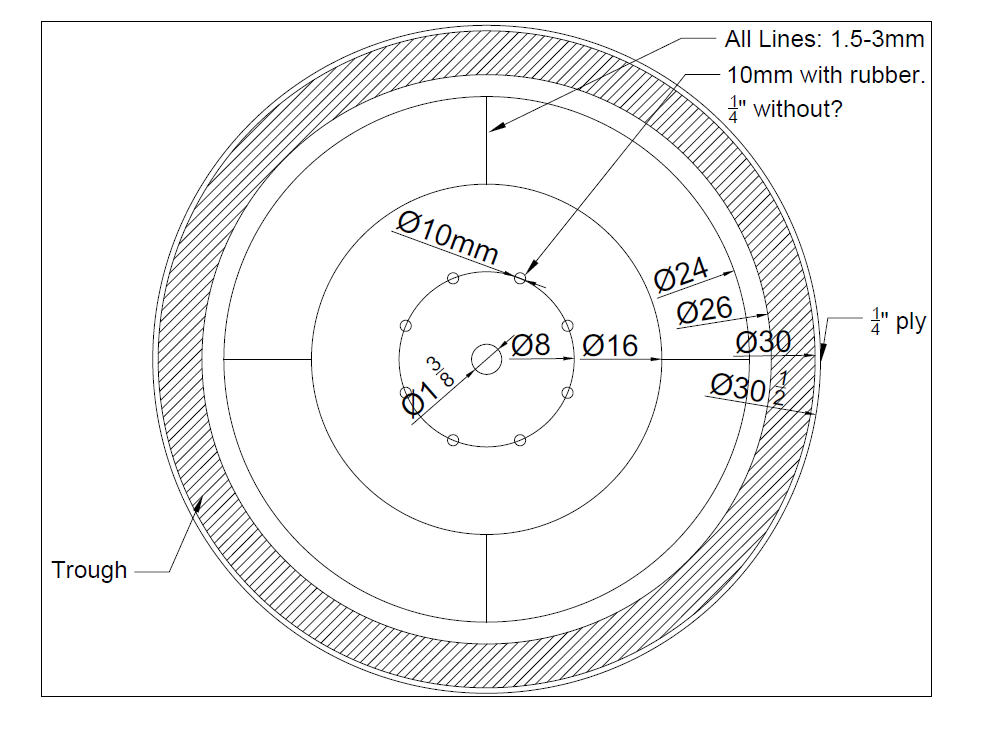 All Lines: 1.5-3mm
10mm with rubber.
1/4" without?
Ø10mm
Ø24
Ø26
1/4" ply
Ø8
Ø16
Ø30
Ø1 3/8
Ø30 1/2
Trough